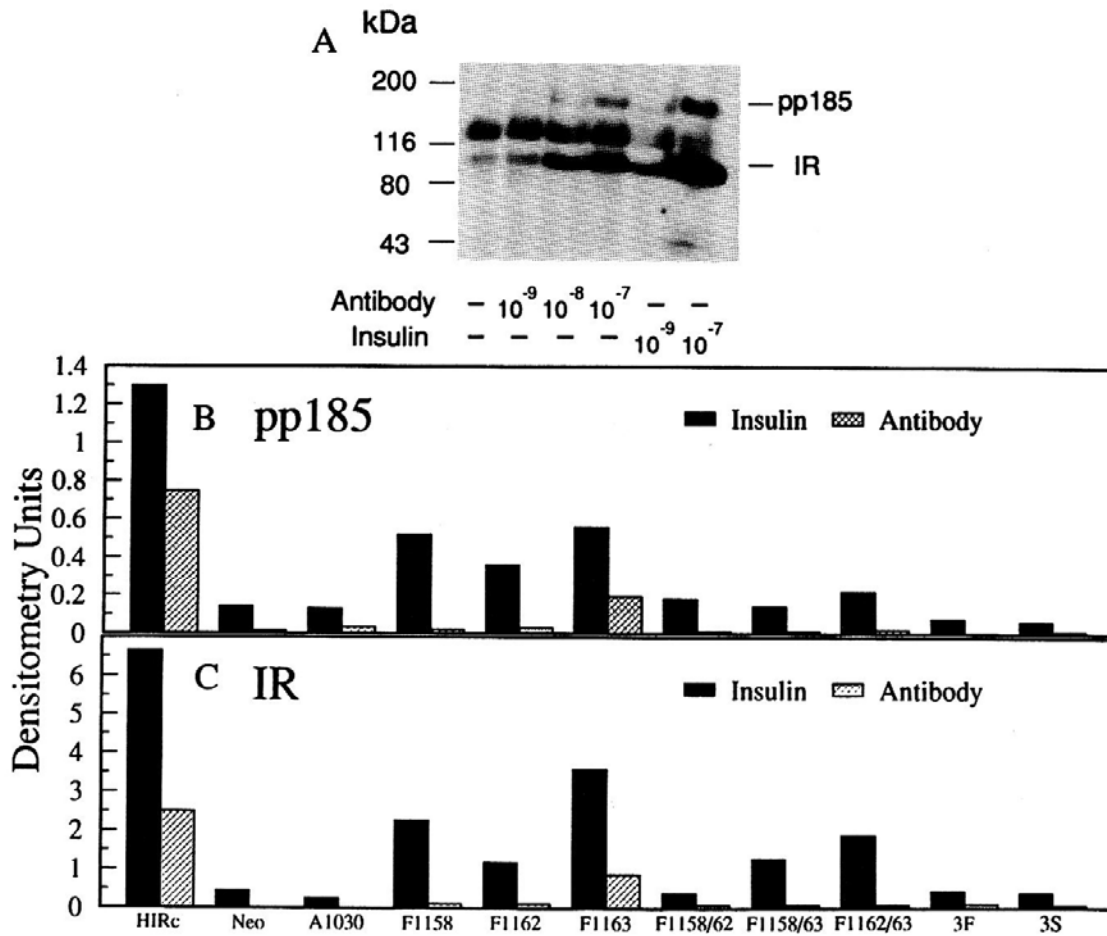 A kDa
200
116
80
43
pp185
IR
Antibody – 10⁻⁹ 10⁻⁸ 10⁻⁷ – –
Insulin – – – – 10⁻⁹ 10⁻⁷
Densitometry Units
1.4
1.2
1
0.8
0.6
0.4
0.2
0
B pp185
Insulin Antibody
6
5
4
3
2
1
0
C IR
Insulin Antibody
HIRc Neo A1030 F1158 F1162 F1163 F1158/62 F1158/63 F1162/63 3F 3S